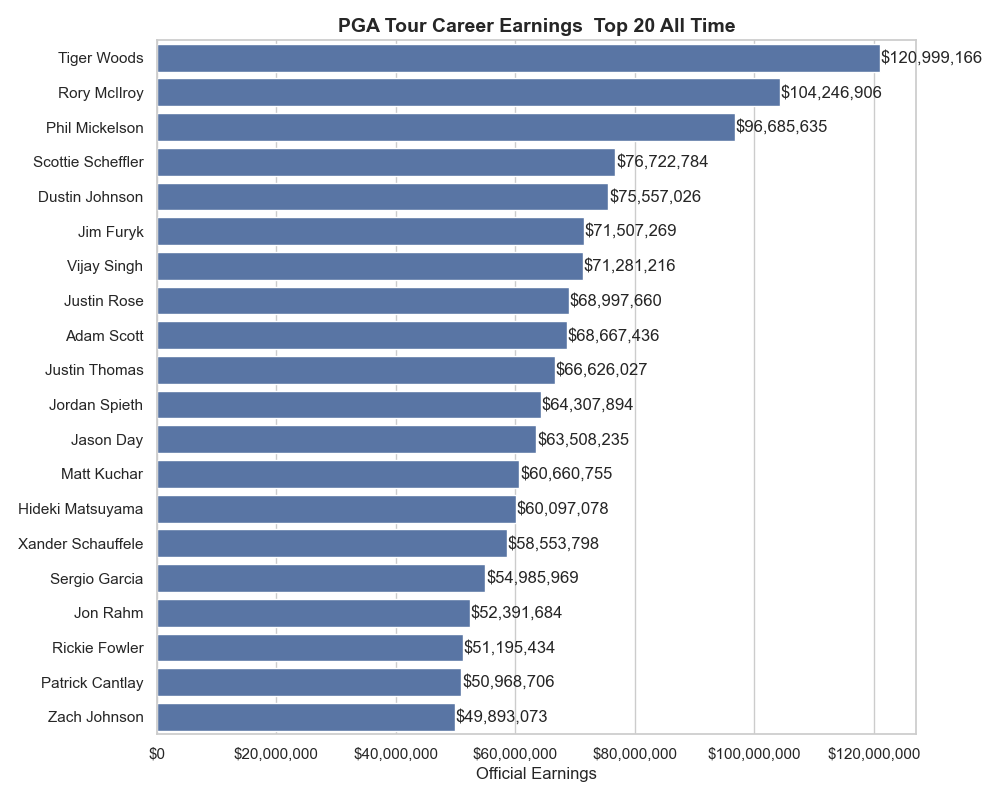 PGA Tour Career Earnings  Top 20 All Time
Tiger Woods $120,999,166
Rory McIlroy $104,246,906
Phil Mickelson $96,685,635
Scottie Scheffler $76,722,784
Dustin Johnson $75,557,026
Jim Furyk $71,507,269
Vijay Singh $71,281,216
Justin Rose $68,997,660
Adam Scott $68,667,436
Justin Thomas $66,626,027
Jordan Spieth $64,307,894
Jason Day $63,508,235
Matt Kuchar $60,660,755
Hideki Matsuyama $60,097,078
Xander Schauffele $58,553,798
Sergio Garcia $54,985,969
Jon Rahm $52,391,684
Rickie Fowler $51,195,434
Patrick Cantlay $50,968,706
Zach Johnson $49,893,073
$0 $20,000,000 $40,000,000 $60,000,000 $80,000,000 $100,000,000 $120,000,000
Official Earnings